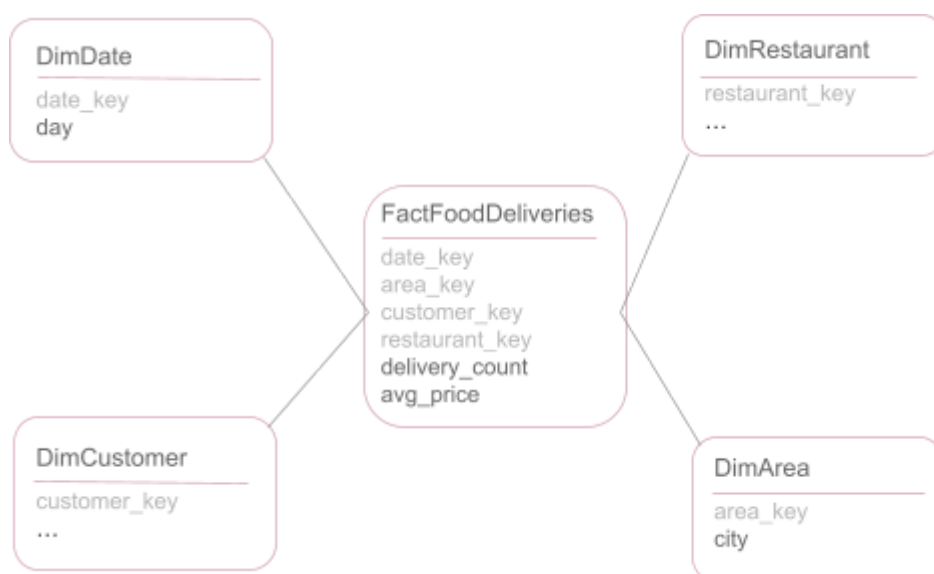 DimDate
date_key
day
DimRestaurant
restaurant_key
...
FactFoodDeliveries
date_key
area_key
customer_key
restaurant_key
delivery_count
avg_price
DimCustomer
customer_key
...
DimArea
area_key
city